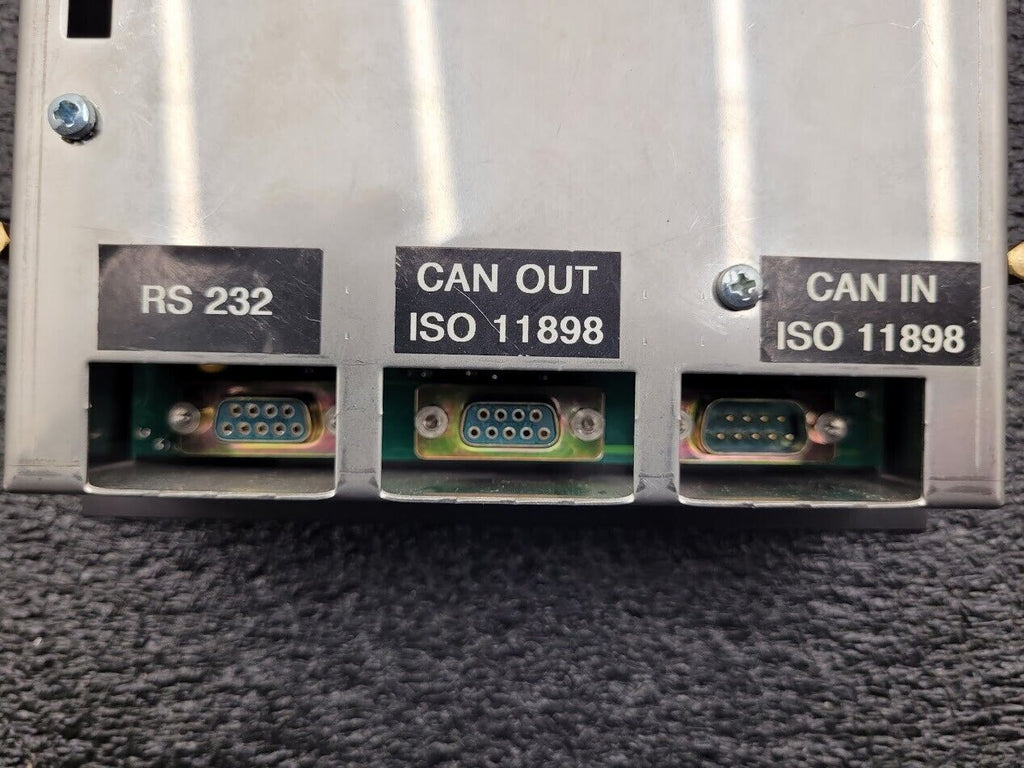 RS 232
CAN OUT
ISO 11898
CAN IN
ISO 11898